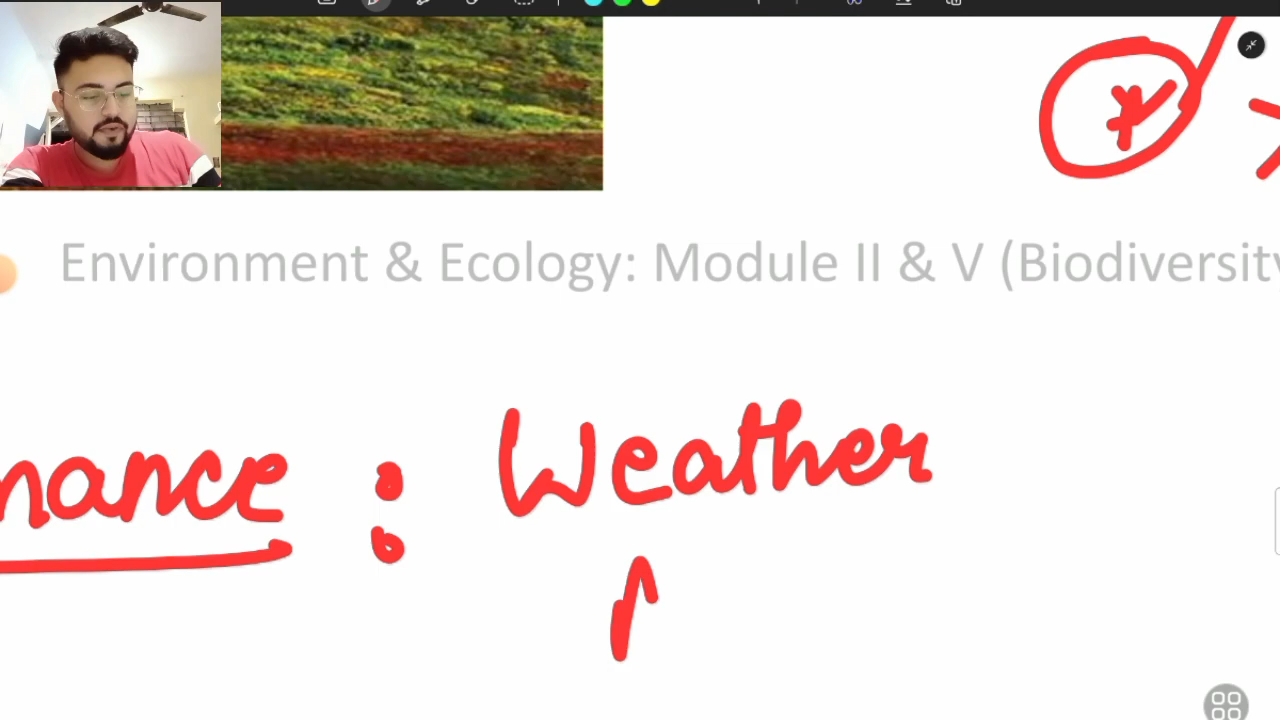 Environment & Ecology: Module II & V (Biodiversity
nance : Weather